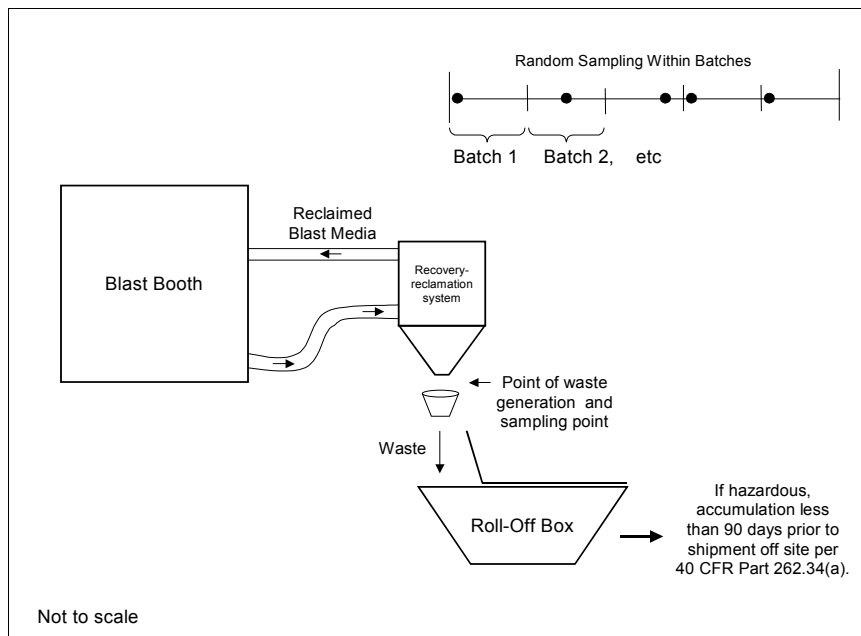 Random Sampling Within Batches
Batch 1
Batch 2,
etc
Reclaimed
Blast Media
Blast Booth
Recovery-
reclamation
system
Point of waste
generation and
sampling point
Waste
Roll-Off Box
If hazardous,
accumulation less
than 90 days prior to
shipment off site per
40 CFR Part 262.34(a).
Not to scale